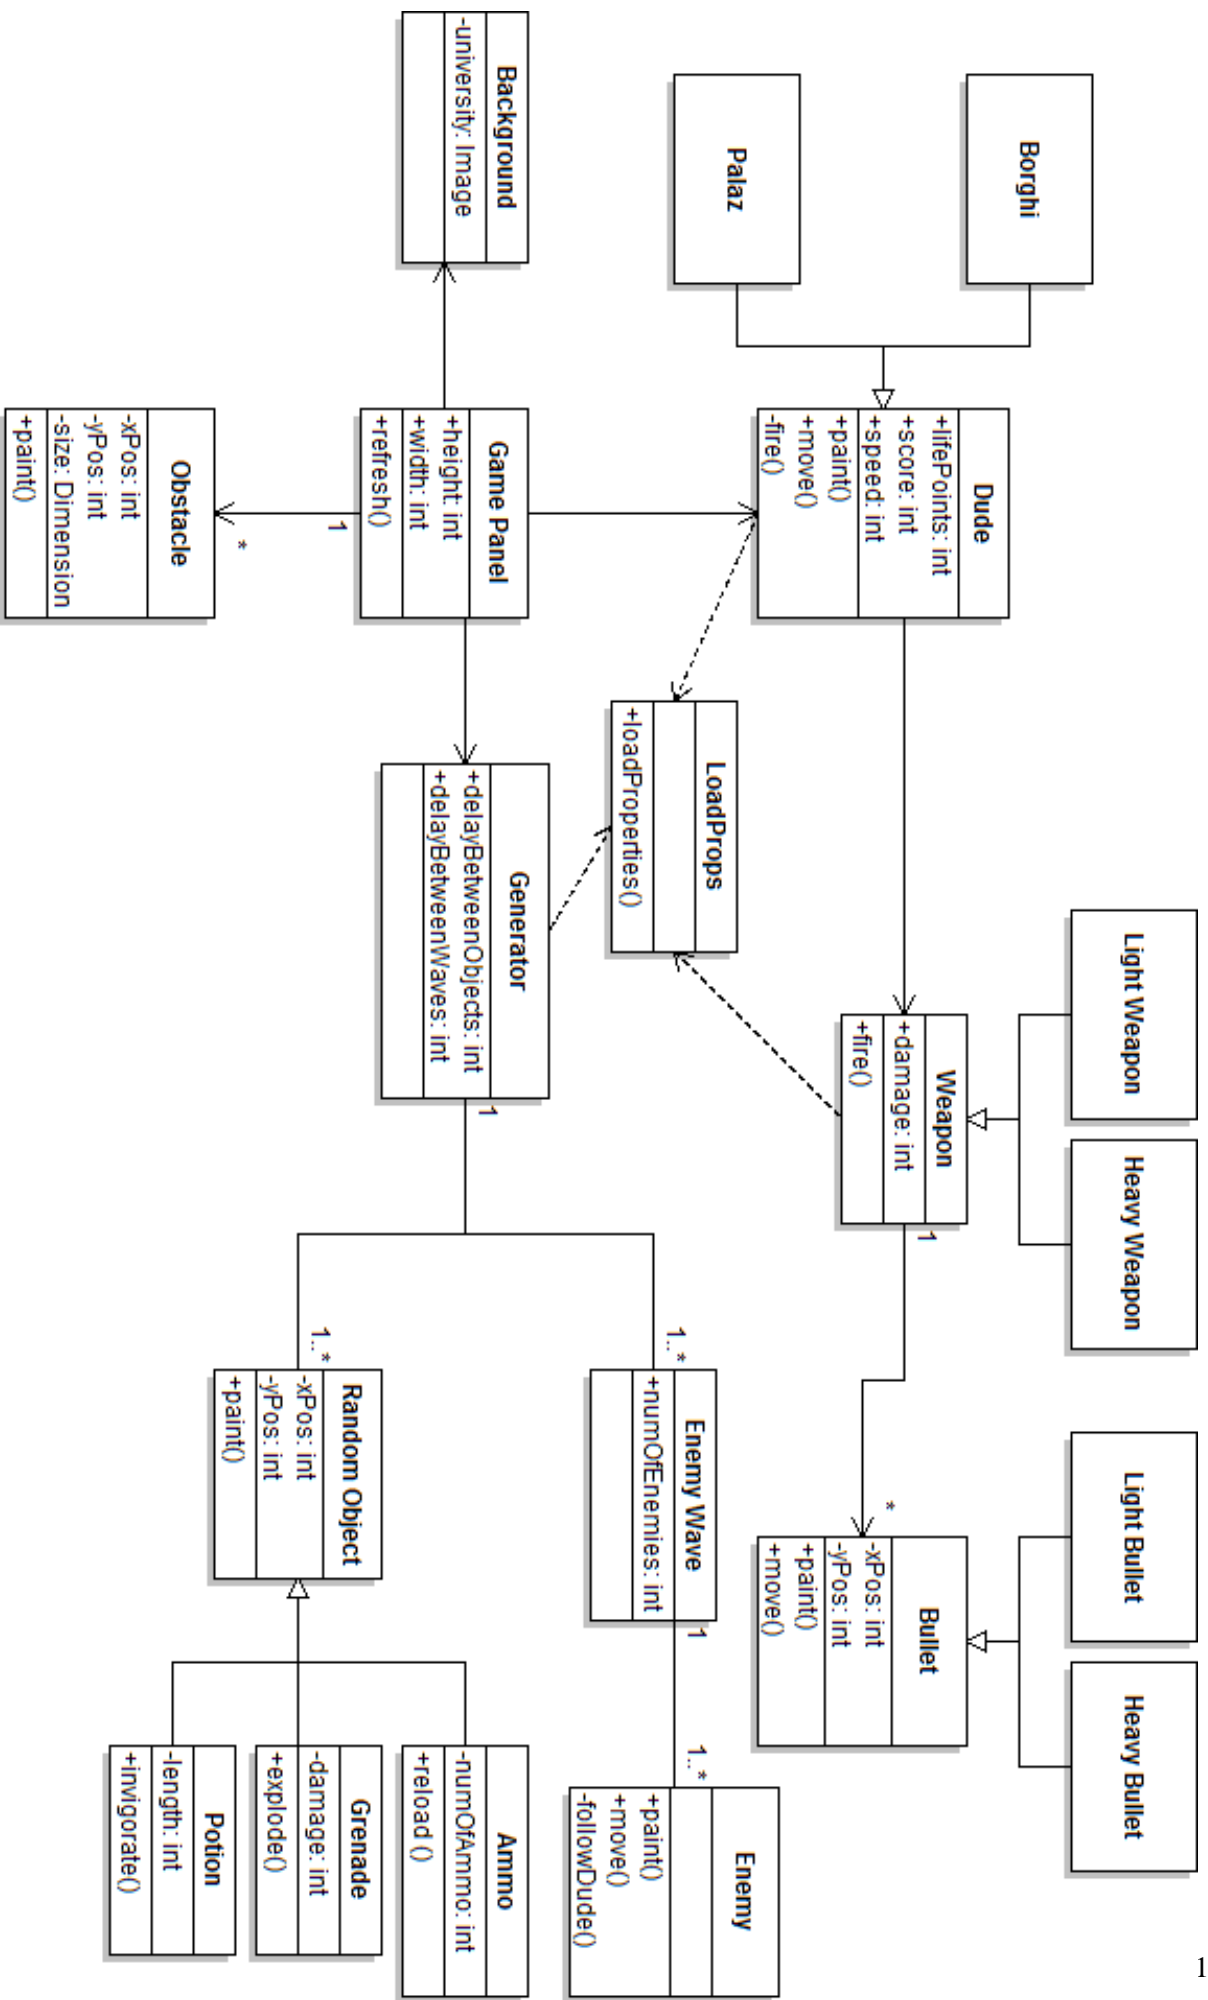 Borghi
Palaz
Dude
+lifePoints: int
+score: int
+speed: int
+paint()
+move()
-fire()
Light Weapon
Heavy Weapon
Weapon
+damage: int
+fire()
1
*
Light Bullet
Heavy Bullet
Bullet
-xPos: int
-yPos: int
+paint()
+move()
LoadProps
+loadProperties()
Background
-university: Image
Game Panel
+height: int
+width: int
+refresh()
1
*
Obstacle
-xPos: int
-yPos: int
-size: Dimension
+paint()
Generator
+delayBetweenObjects: int
+delayBetweenWaves: int
1
1..*
Enemy Wave
+numOfEnemies: int
1
1..*
Enemy
+paint()
+move()
-followDude()
1..*
Random Object
-xPos: int
-yPos: int
+paint()
Ammo
-numOfAmmo: int
+reload ()
Grenade
-damage: int
+explode()
Potion
-length: int
+invigorate()
1